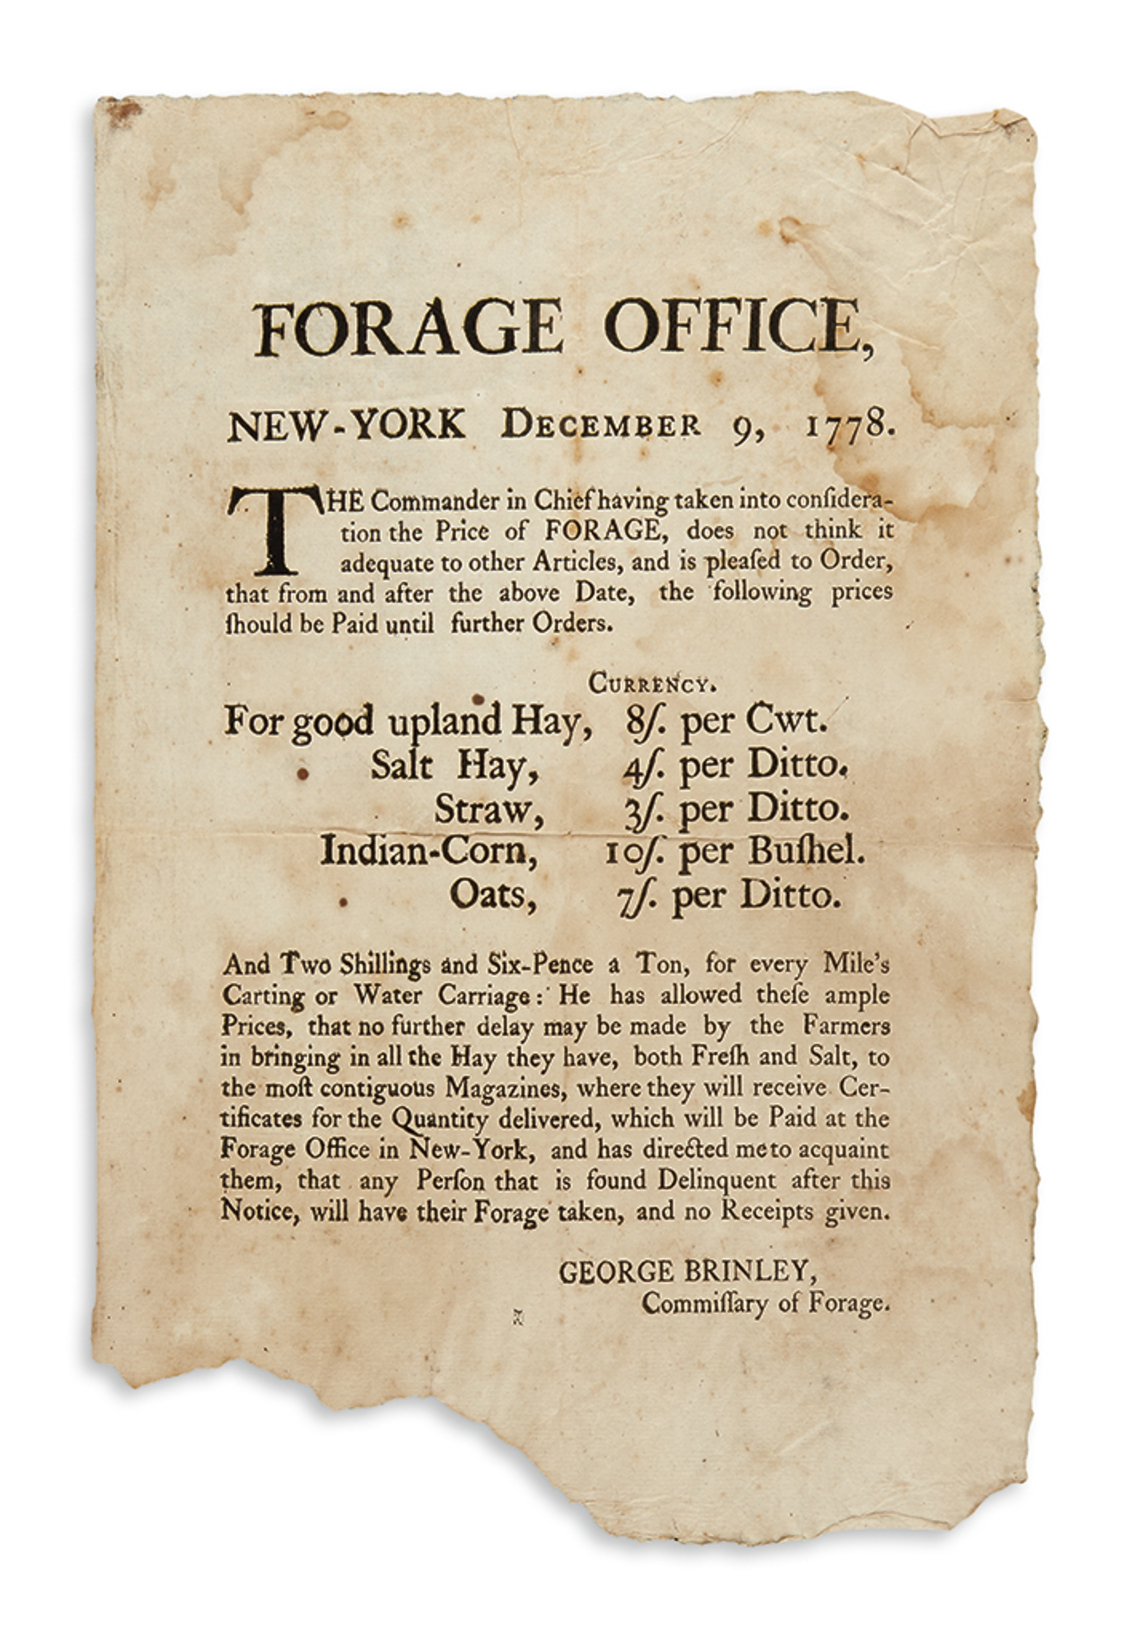 FORAGE OFFICE,
NEW-YORK DECEMBER 9, 1778.
THE Commander in Chief having taken into conſidera-
tion the Price of FORAGE, does not think it
adequate to other Articles, and is pleaſed to Order,
that from and after the above Date, the following prices
ſhould be Paid until further Orders.
CURRENCY.
For good upland Hay, 8ſ. per Cwt.
Salt Hay, 4ſ. per Ditto.
Straw, 3ſ. per Ditto.
Indian-Corn, 10ſ. per Buſhel.
Oats, 7ſ. per Ditto.
And Two Shillings and Six-Pence a Ton, for every Mile's
Carting or Water Carriage: He has allowed theſe ample
Prices, that no further delay may be made by the Farmers
in bringing in all the Hay they have, both Freſh and Salt, to
the moſt contiguous Magazines, where they will receive Cer-
tificates for the Quantity delivered, which will be Paid at the
Forage Office in New-York, and has directed me to acquaint
them, that any Perſon that is found Delinquent after this
Notice, will have their Forage taken, and no Receipts given.
GEORGE BRINLEY,
Commiſſary of Forage.